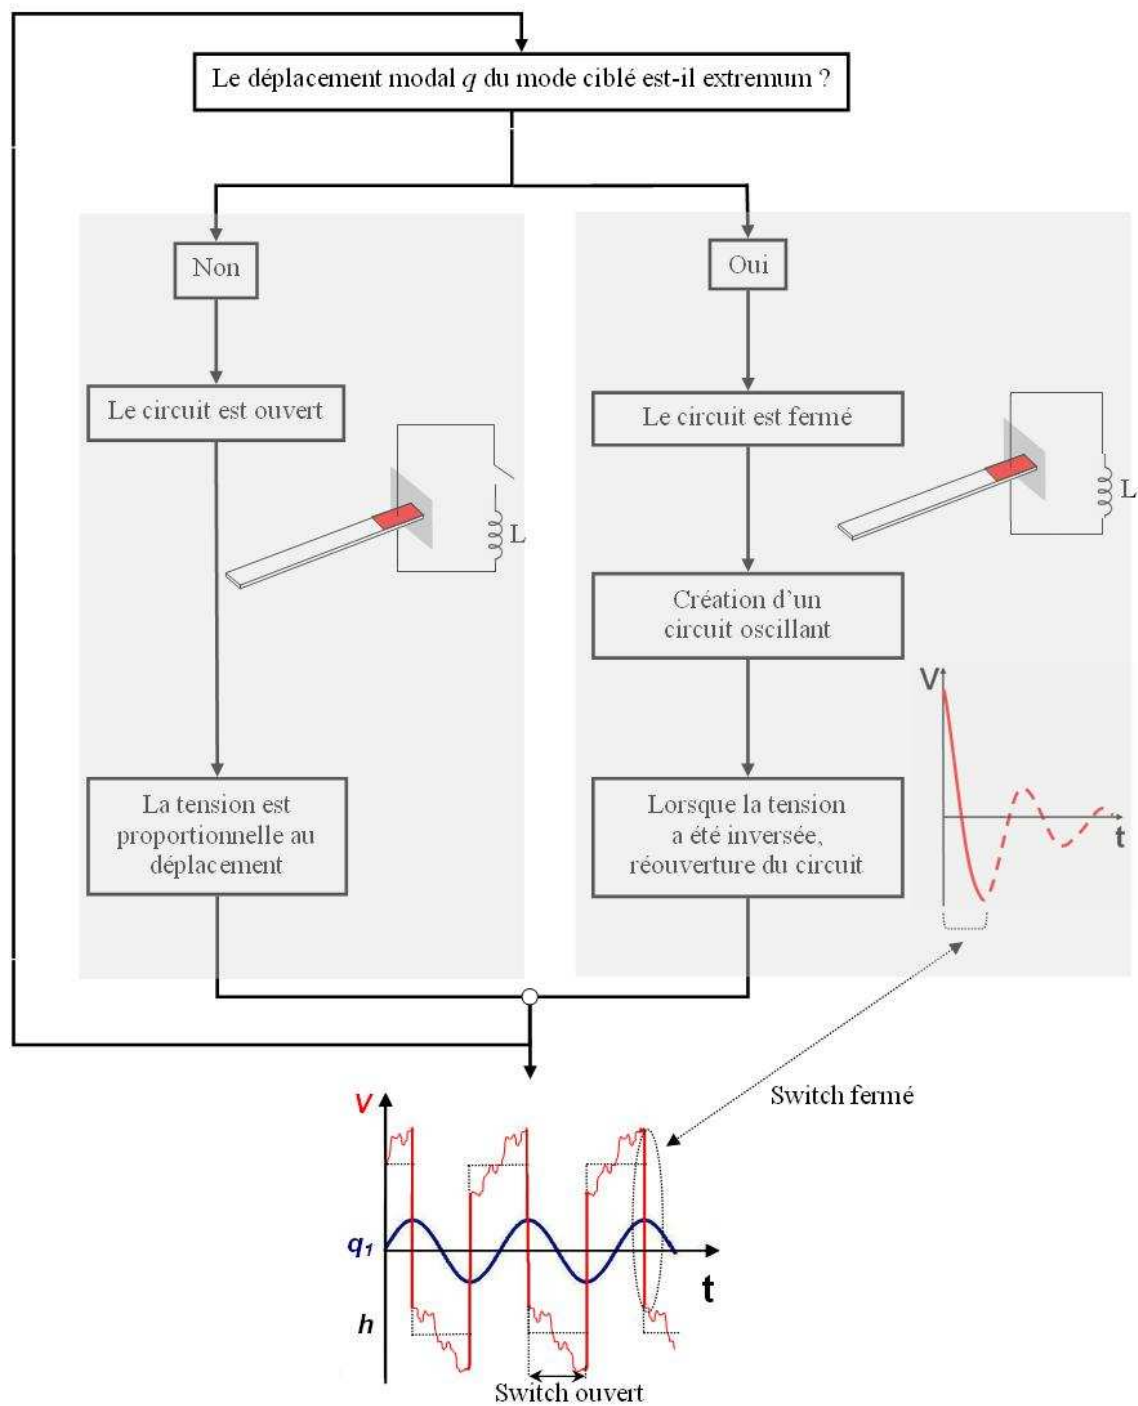 Le déplacement modal q du mode ciblé est-il extremum ?
Non
Oui
Le circuit est ouvert
Le circuit est fermé
L
L
Création d'un
circuit oscillant
V
t
La tension est
proportionnelle au
déplacement
Lorsque la tension
a été inversée,
réouverture du circuit
Switch fermé
V
q1
t
h
Switch ouvert